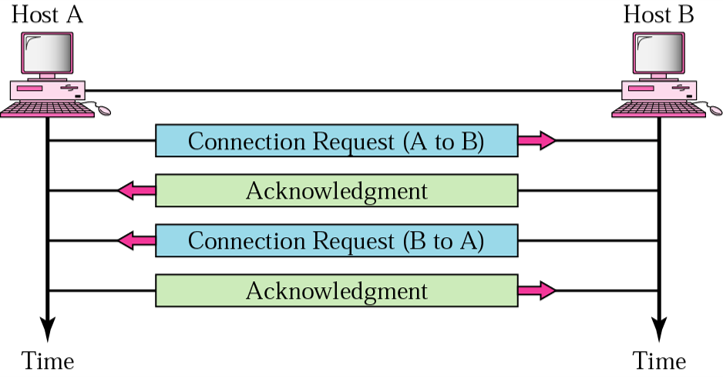 Host A
Host B
Connection Request (A to B)
Acknowledgment
Connection Request (B to A)
Acknowledgment
Time
Time